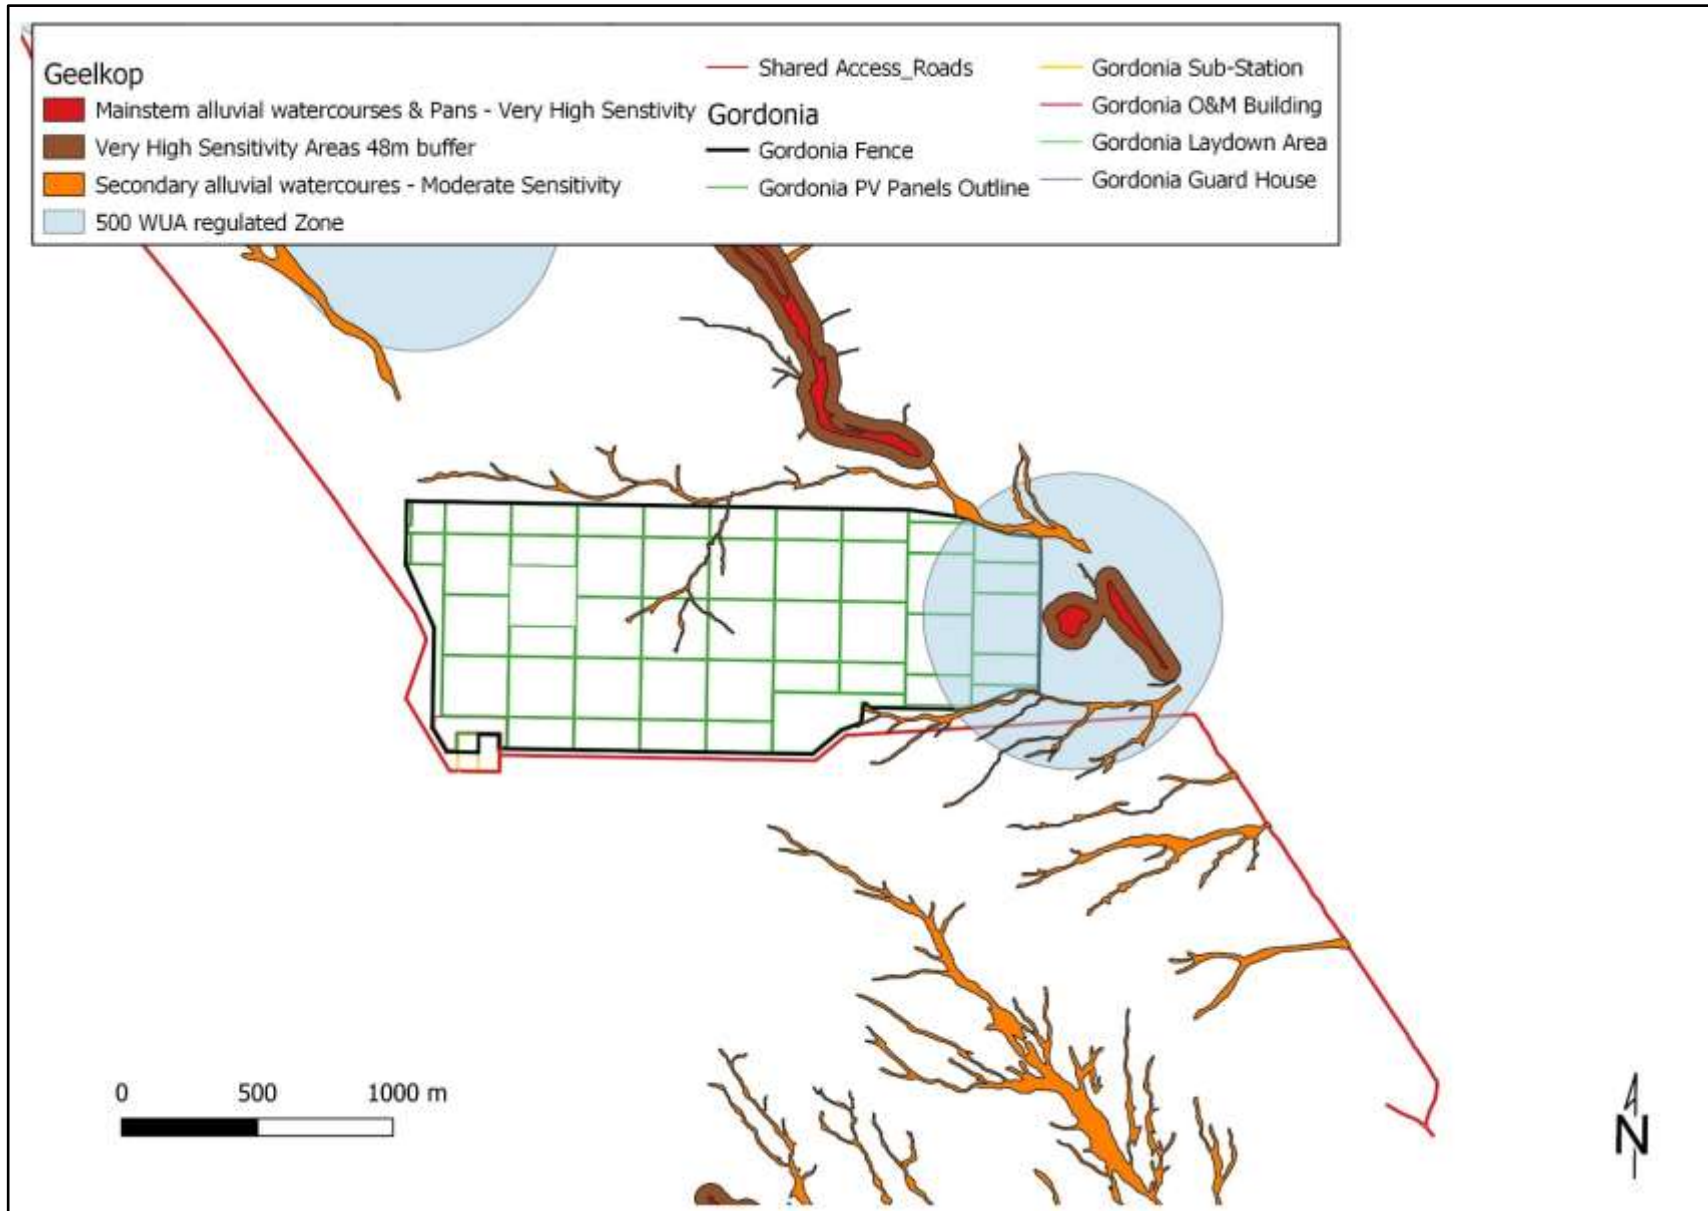 Geelkop
Mainstem alluvial watercourses & Pans - Very High Senstivity
Very High Sensitivity Areas 48m buffer
Secondary alluvial watercoures - Moderate Sensitivity
500 WUA regulated Zone
Shared Access_Roads
Gordonia
Gordonia Fence
Gordonia PV Panels Outline
Gordonia Sub-Station
Gordonia O&M Building
Gordonia Laydown Area
Gordonia Guard House
0 500 1000 m
N